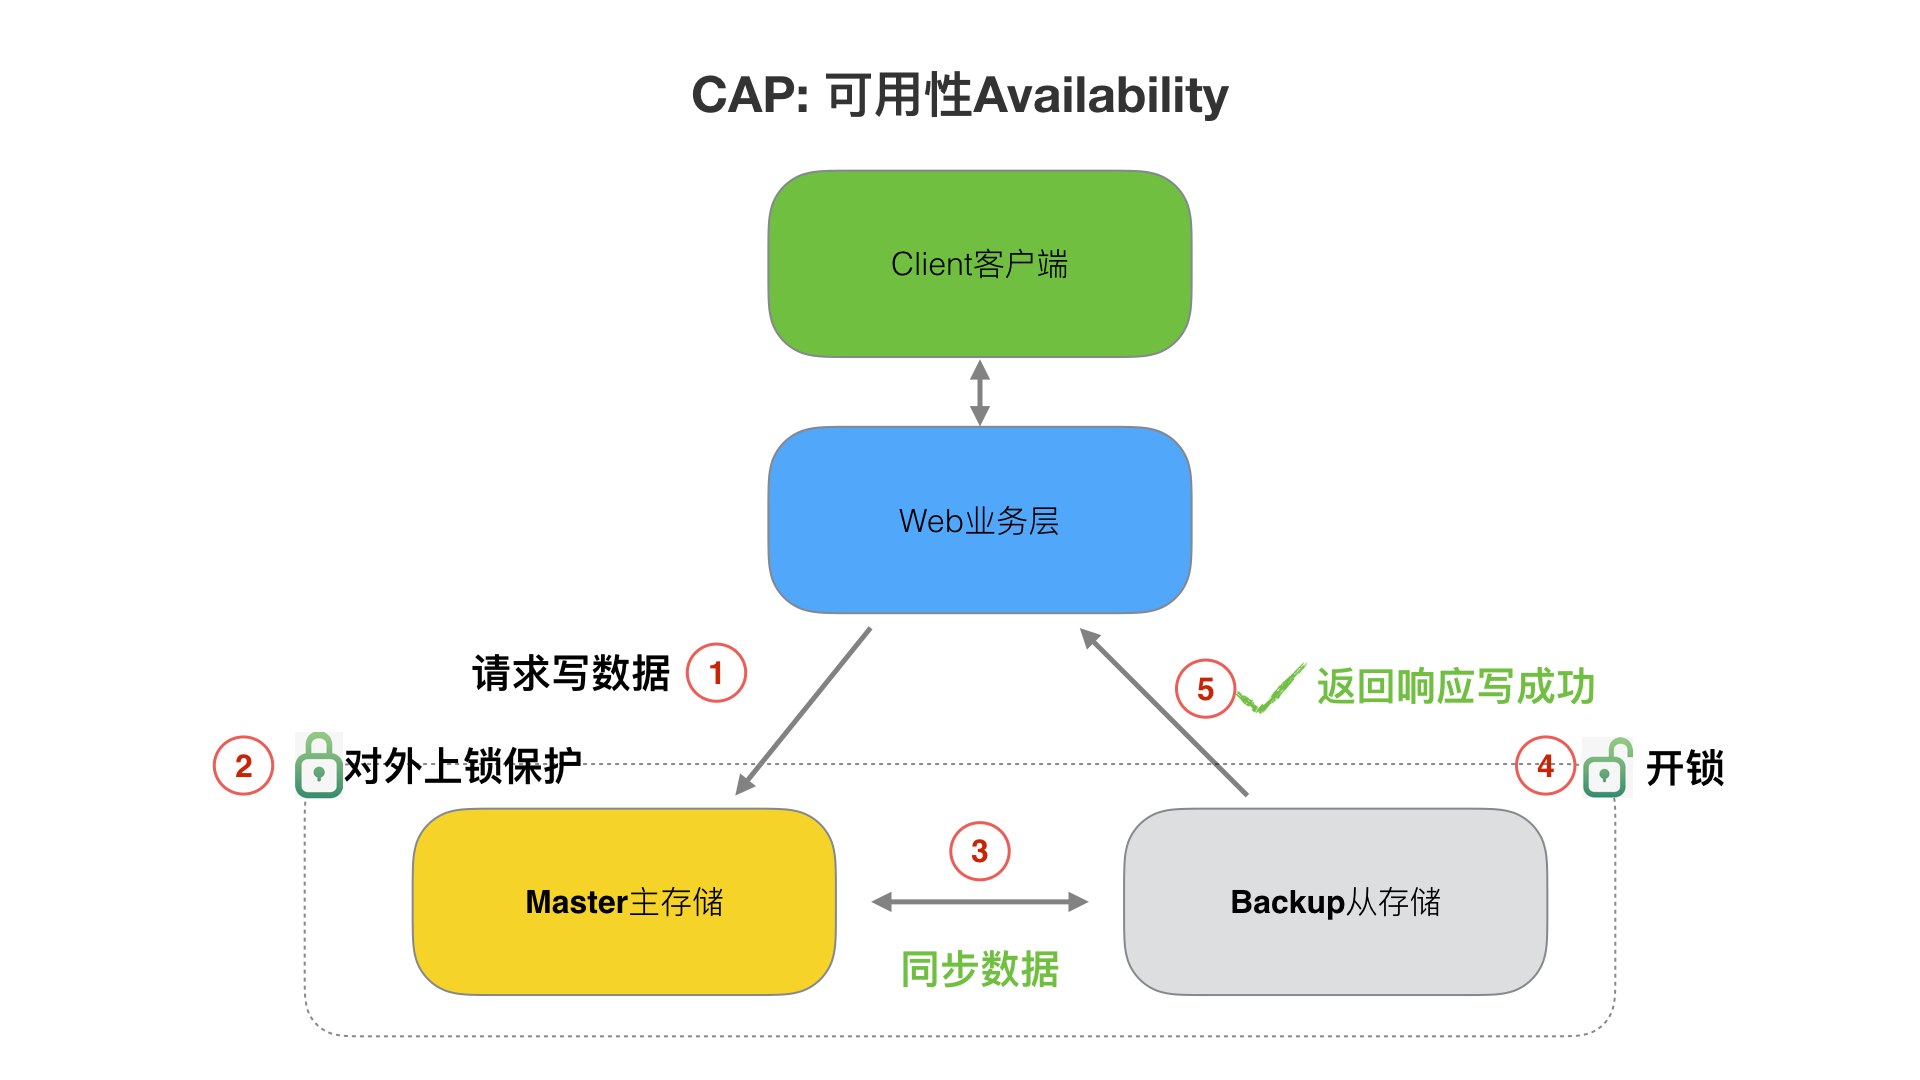 CAP: 可用性Availability
Client客户端
Web业务层
请求写数据 1
5 返回响应写成功
2 对外上锁保护
4 开锁
3
Master主存储
Backup从存储
同步数据